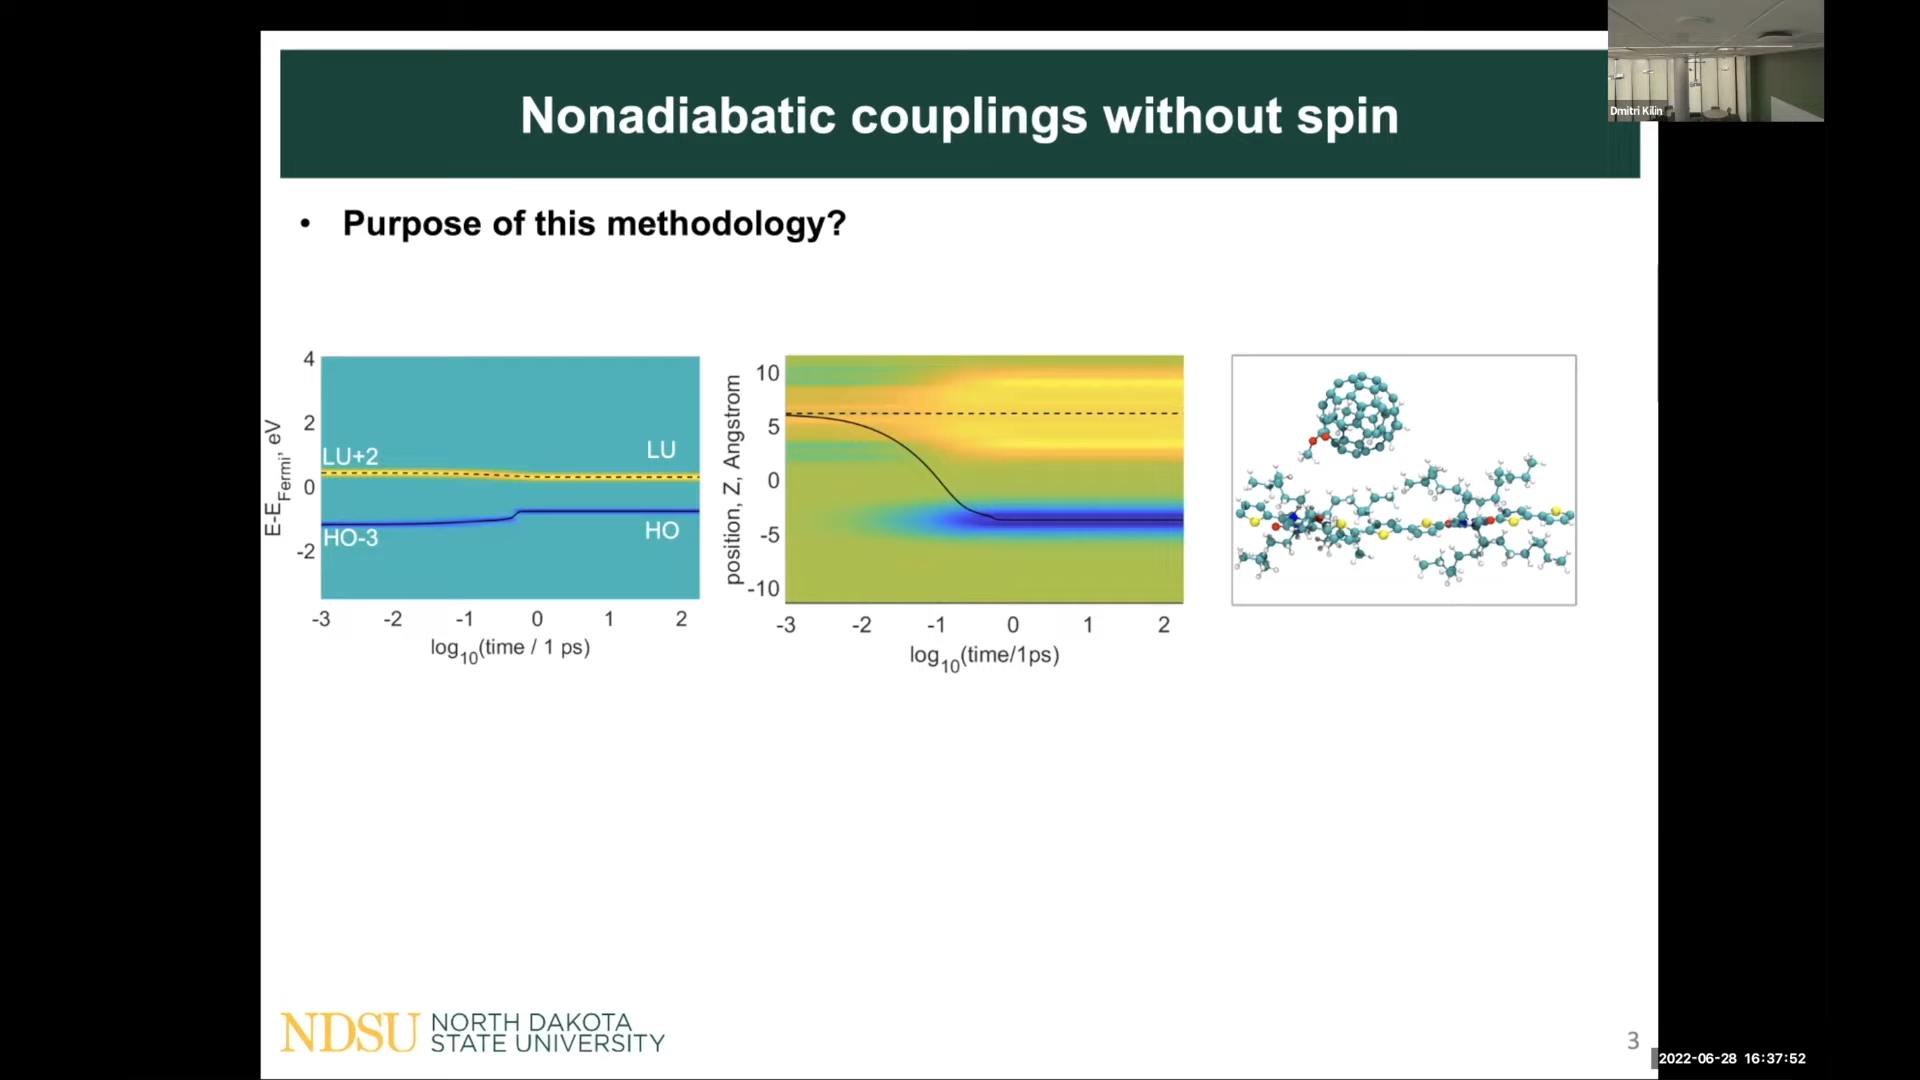 Nonadiabatic couplings without spin
Dmitri Kilin
• Purpose of this methodology?
4
2
0
-2
E-E_Fermi, eV
LU+2
LU
HO-3
HO
-3 -2 -1 0 1 2
log10(time / 1 ps)
10
5
0
-5
-10
position, Z, Angstrom
-3 -2 -1 0 1 2
log10(time/1ps)
NDSU
NORTH DAKOTA
STATE UNIVERSITY
3
2022-06-28 16:37:52